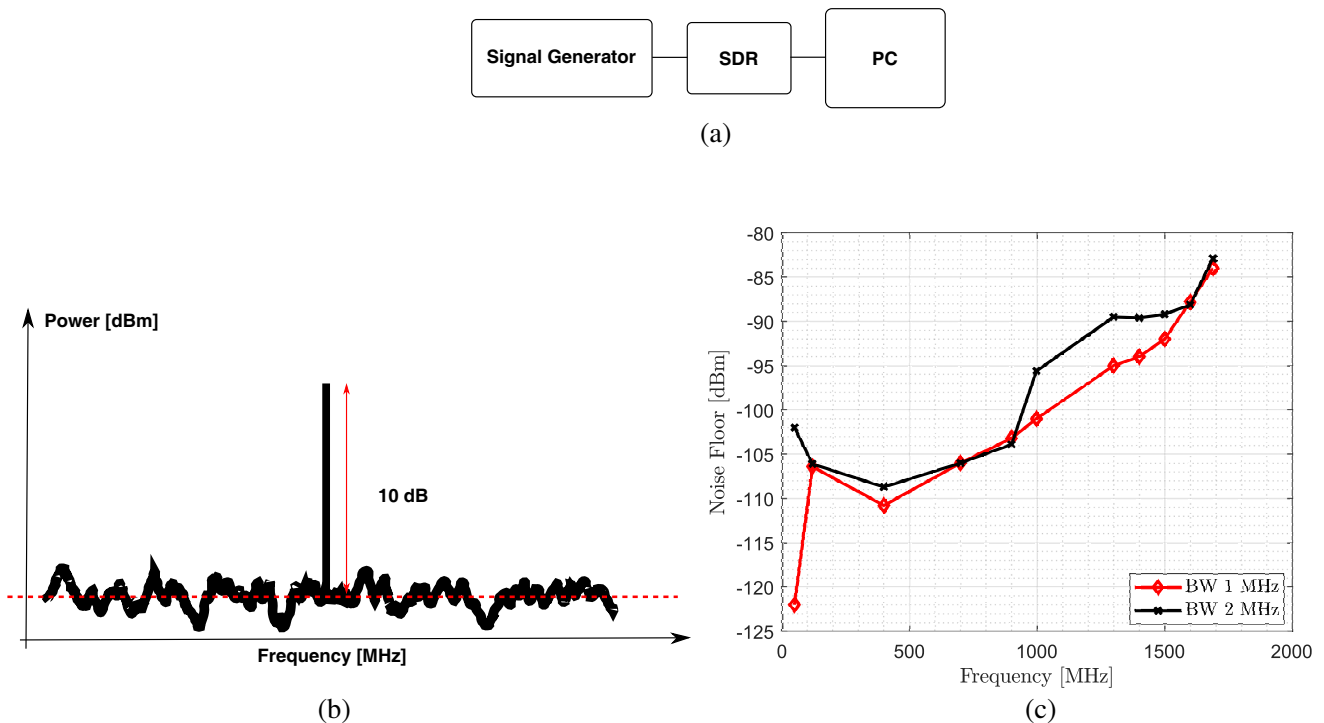 Signal Generator
SDR
PC
(a)
Power [dBm]
10 dB
Frequency [MHz]
(b)
-80
-85
-90
-95
-100
-105
-110
-115
-120
-125
Noise Floor [dBm]
0
500
1000
1500
2000
Frequency [MHz]
BW 1 MHz
BW 2 MHz
(c)